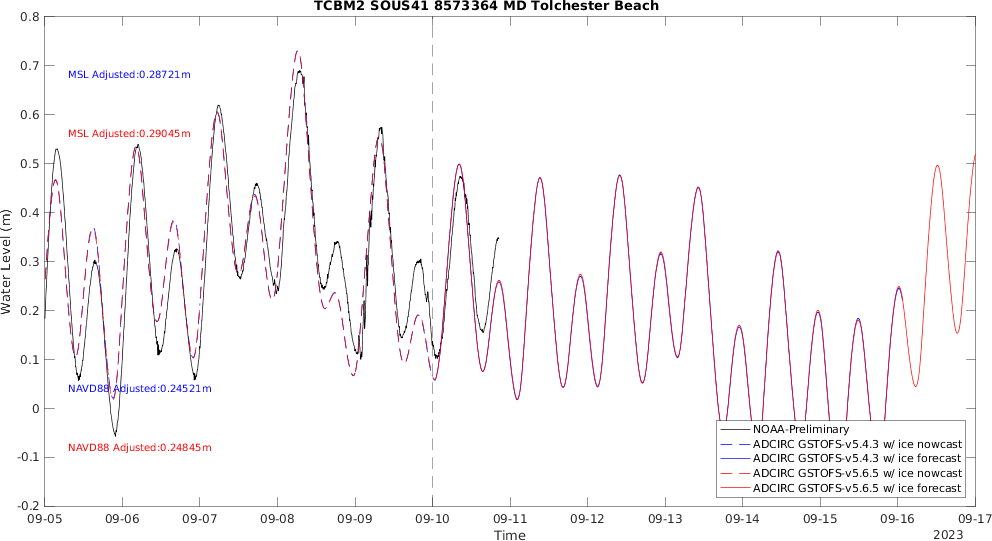 TCBM2 SOUS41 8573364 MD Tolchester Beach
0.8
0.7
0.6
0.5
0.4
0.3
0.2
0.1
0
-0.1
-0.2
Water Level (m)
MSL Adjusted:0.28721m
MSL Adjusted:0.29045m
NAVD88 Adjusted:0.24521m
NAVD88 Adjusted:0.24845m
NOAA-Preliminary
ADCIRC GSTOFS-v5.4.3 w/ ice nowcast
ADCIRC GSTOFS-v5.4.3 w/ ice forecast
ADCIRC GSTOFS-v5.6.5 w/ ice nowcast
ADCIRC GSTOFS-v5.6.5 w/ ice forecast
09-05 09-06 09-07 09-08 09-09 09-10 09-11 09-12 09-13 09-14 09-15 09-16 09-17
Time
2023